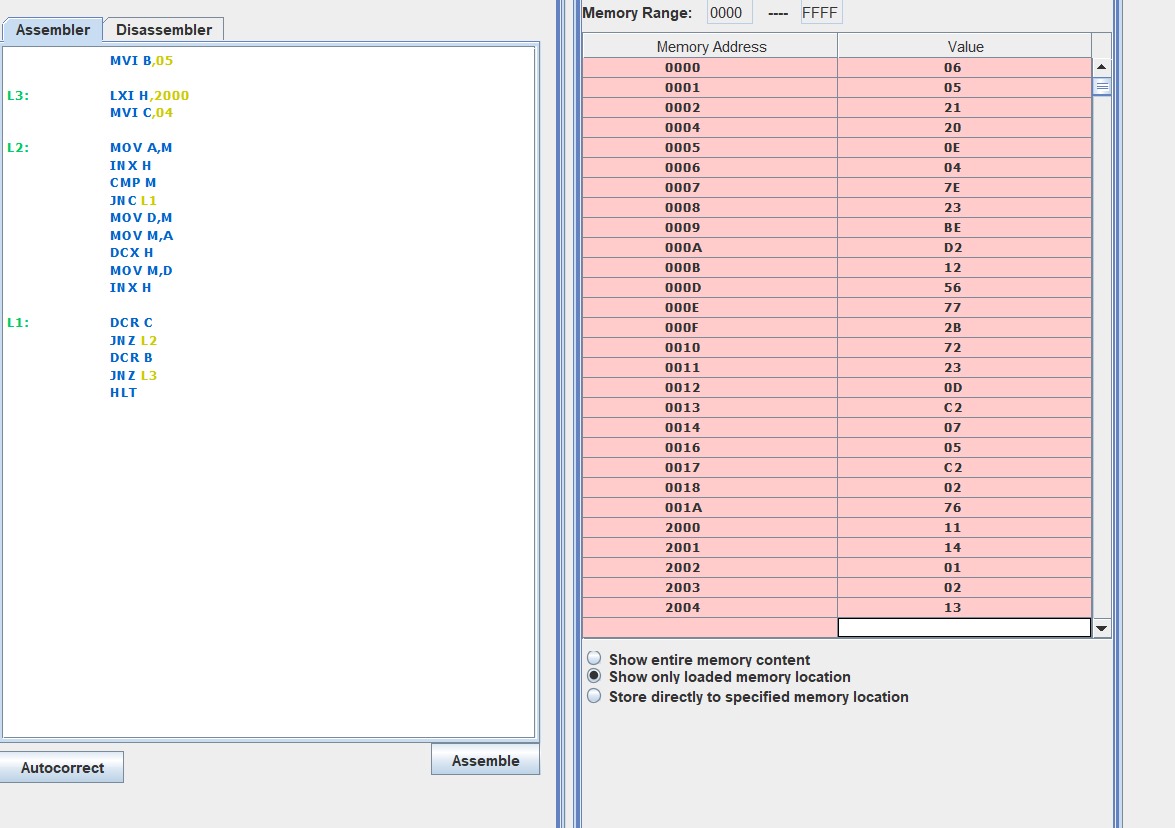 Assembler Disassembler
MVI B,05
L3: LXI H,2000
MVI C,04
L2: MOV A,M
INX H
CMP M
JNC L1
MOV D,M
MOV M,A
DCX H
MOV M,D
INX H
L1: DCR C
JNZ L2
DCR B
JNZ L3
HLT
Autocorrect
Assemble
Memory Range: 0000 ---- FFFF
Memory Address Value
0000 06
0001 05
0002 21
0004 20
0005 0E
0006 04
0007 7E
0008 23
0009 BE
000A D2
000B 12
000D 56
000E 77
000F 2B
0010 72
0011 23
0012 0D
0013 C2
0014 07
0016 05
0017 C2
0018 02
001A 76
2000 11
2001 14
2002 01
2003 02
2004 13
Show entire memory content
Show only loaded memory location
Store directly to specified memory location